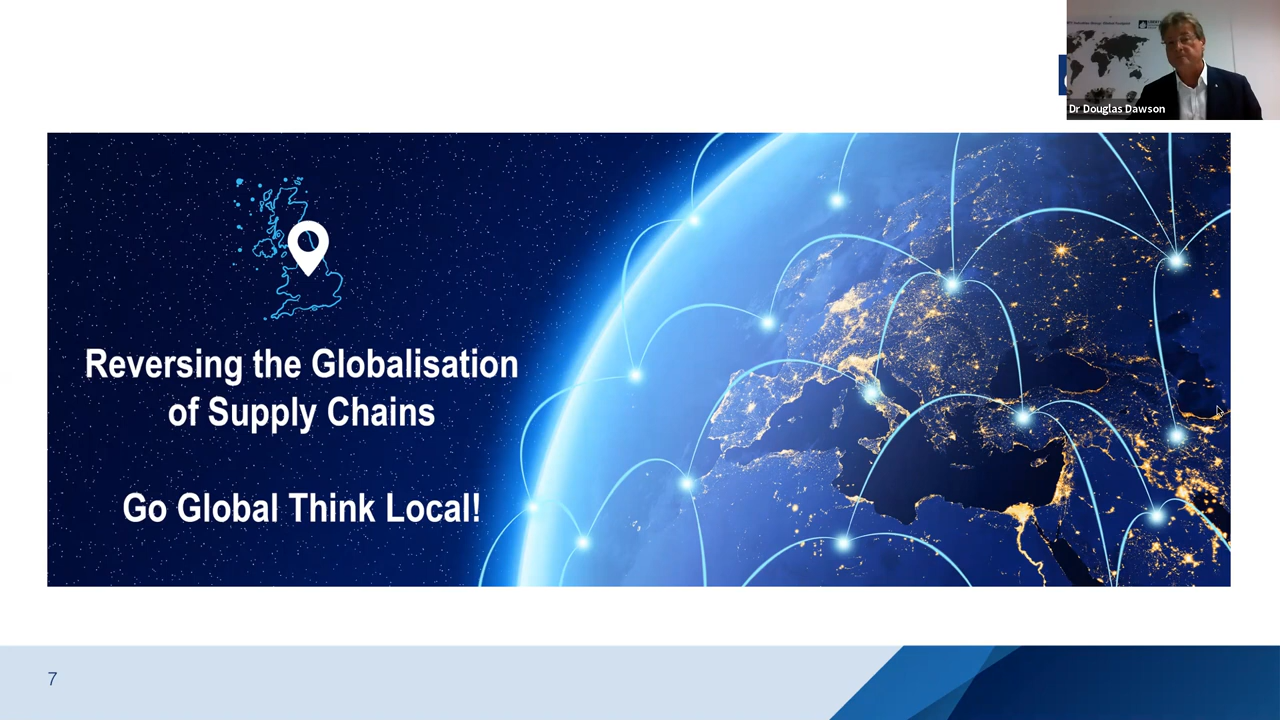 Dr Douglas Dawson
Reversing the Globalisation
of Supply Chains
Go Global Think Local!
7